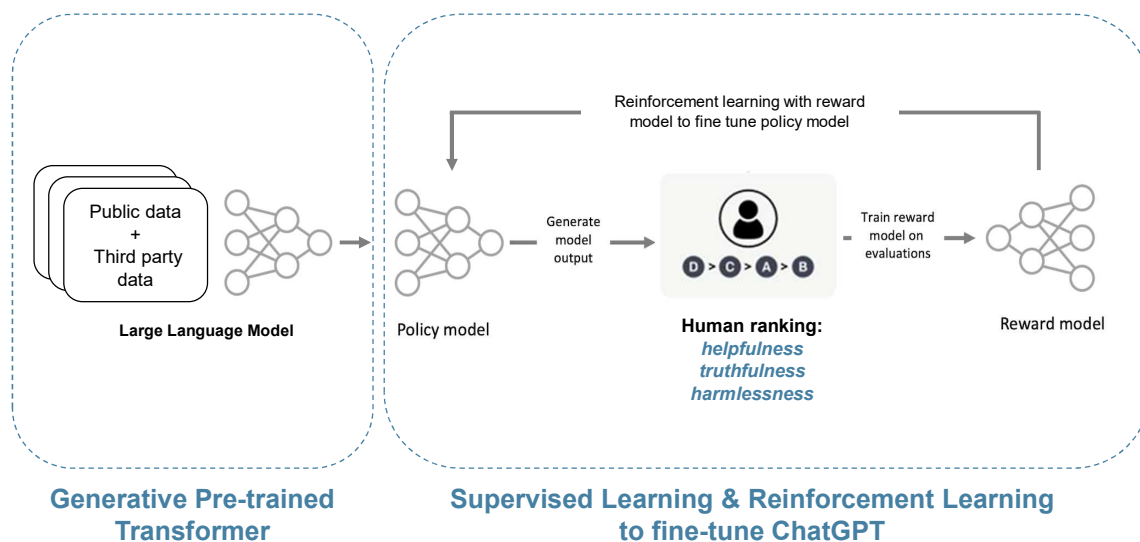 Reinforcement learning with reward
model to fine tune policy model
Public data
+
Third party
data
Large Language Model
Policy model
Generate
model
output
D > C > A > B
Human ranking:
helpfulness
truthfulness
harmlessness
Train reward
model on
evaluations
Reward model
Generative Pre-trained
Transformer
Supervised Learning & Reinforcement Learning
to fine-tune ChatGPT